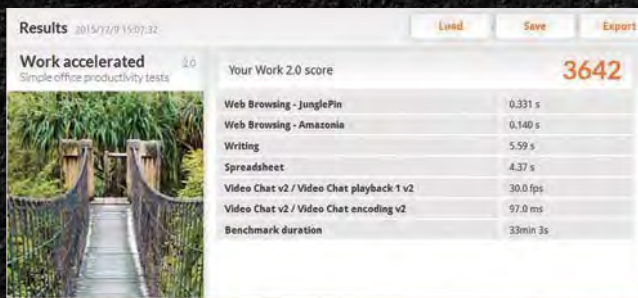 Results 2015/12/9 15:07:32
Load Save Export
Work accelerated 2.0
Simple office productivity tests
Your Work 2.0 score 3642
Web Browsing - JunglePin 0.331 s
Web Browsing - Amazonia 0.140 s
Writing 5.59 s
Spreadsheet 4.37 s
Video Chat v2 / Video Chat playback 1 v2 30.0 fps
Video Chat v2 / Video Chat encoding v2 97.0 ms
Benchmark duration 33min 3s